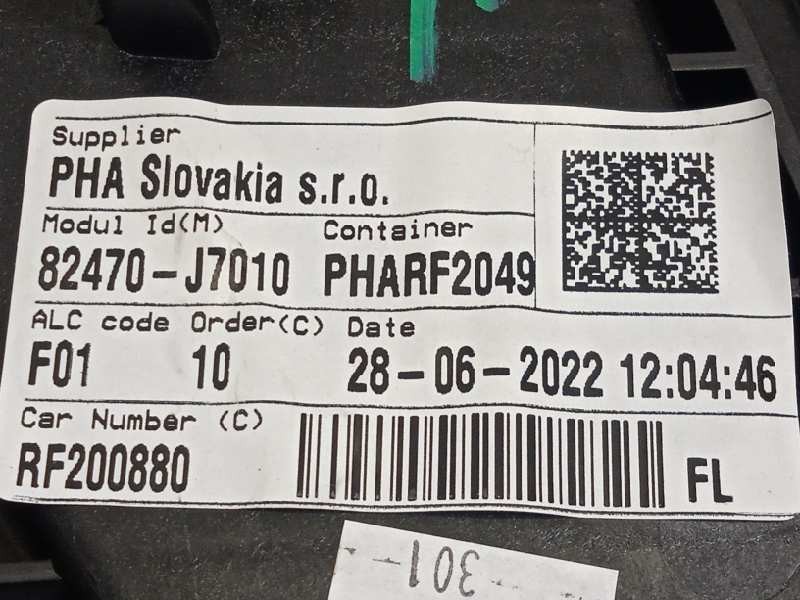 Supplier
PHA Slovakia s.r.o.
Modul Id(M) Container
82470-J7010 PHARF2049
ALC code Order(C) Date
F01 10 28-06-2022 12:04:46
Car Number (C)
RF200880 FL
301